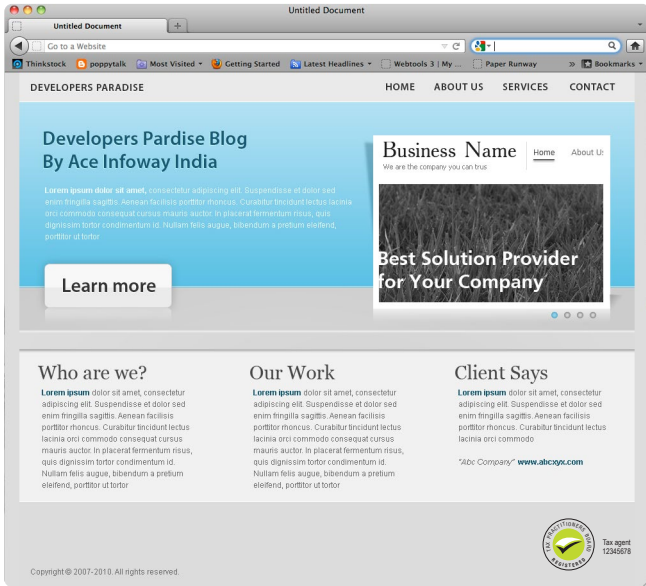 Untitled Document
Untitled Document
Go to a Website
Thinkstock poppytalk Most Visited Getting Started Latest Headlines Webtools 3 | My ... Paper Runway » Bookmarks
DEVELOPERS PARADISE HOME ABOUT US SERVICES CONTACT
Developers Pardise Blog
By Ace Infoway India
Lorem ipsum dolor sit amet, consectetur adipiscing elit. Suspendisse et dolor sed
enim fringilla sagittis. Aenean facilisis porttitor rhoncus. Curabitur tincidunt lectus lacinia
orci commodo consequat cursus mauris auctor. In placerat fermentum risus, quis
dignissim tortor condimentum id. Nullam felis augue, bibendum a pretium eleifend,
porttitor ut tortor
Learn more
Business Name Home About U
We are the company you can trus
Best Solution Provider
for Your Company
Who are we?
Lorem ipsum dolor sit amet, consectetur
adipiscing elit. Suspendisse et dolor sed
enim fringilla sagittis. Aenean facilisis
porttitor rhoncus. Curabitur tincidunt lectus
lacinia orci commodo consequat cursus
mauris auctor. In placerat fermentum risus,
quis dignissim tortor condimentum id.
Nullam felis augue, bibendum a pretium
eleifend, porttitor ut tortor
Our Work
Lorem ipsum dolor sit amet, consectetur
adipiscing elit. Suspendisse et dolor sed
enim fringilla sagittis. Aenean facilisis
porttitor rhoncus. Curabitur tincidunt lectus
lacinia orci commodo consequat cursus
mauris auctor. In placerat fermentum risus,
quis dignissim tortor condimentum id.
Nullam felis augue, bibendum a pretium
eleifend, porttitor ut tortor
Client Says
Lorem ipsum dolor sit amet, consectetur
adipiscing elit. Suspendisse et dolor sed
enim fringilla sagittis. Aenean facilisis
porttitor rhoncus. Curabitur tincidunt lectus
lacinia orci commodo
"Abc Company" www.abcxyx.com
TAX PRACTITIONERS BOARD
REGISTERED
Tax agent
12345678
Copyright © 2007-2010. All rights reserved.